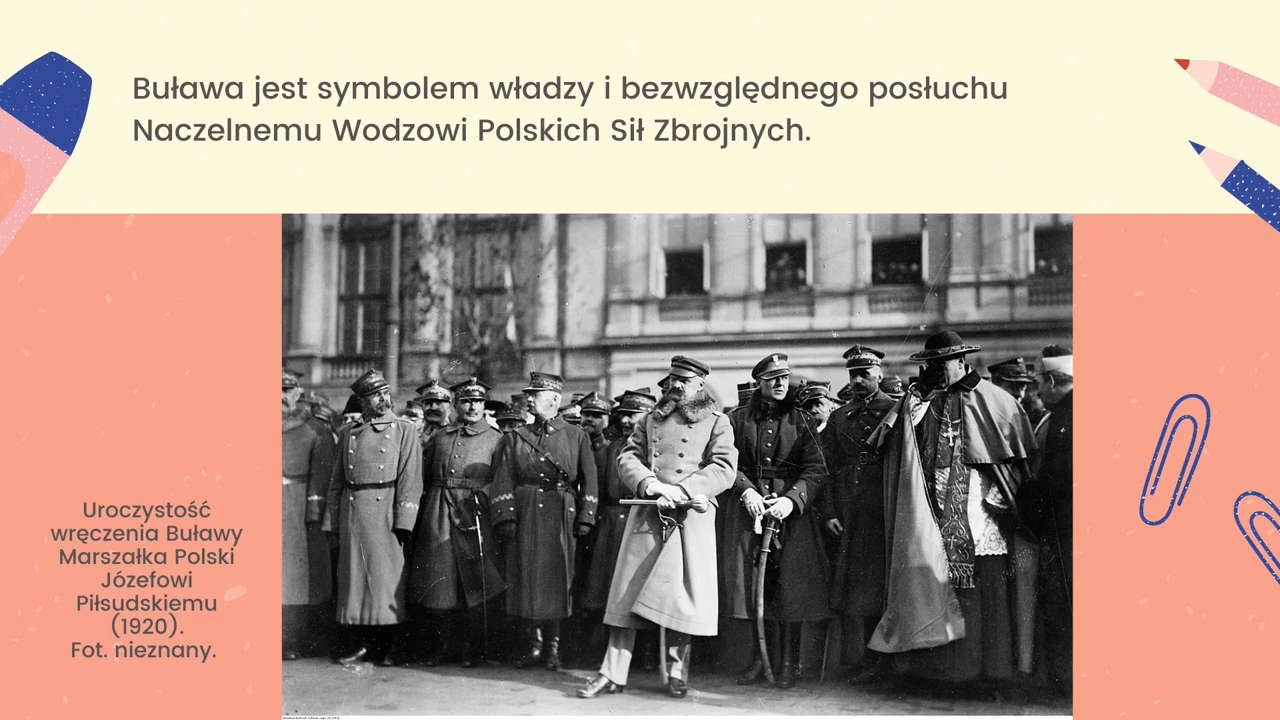 Buława jest symbolem władzy i bezwzględnego posłuchu
Naczelnemu Wodzowi Polskich Sił Zbrojnych.
Uroczystość
wręczenia Buławy
Marszałka Polski
Józefowi
Piłsudskiemu
(1920).
Fot. nieznany.